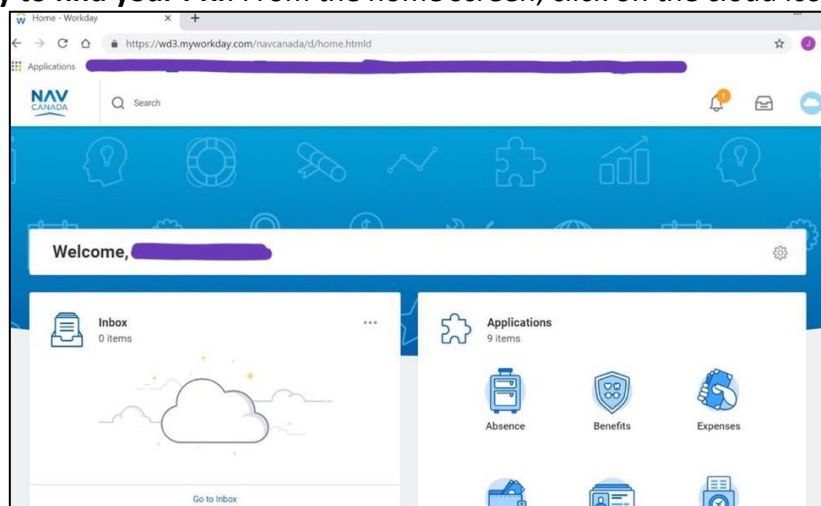 to find your PRI: From the home screen, click on the cloud ico
Home - Workday
https://wd3.myworkday.com/navcanada/d/home.htmld
J
Applications
NAV
CANADA
Search
1
Welcome,
Inbox
0 items
Applications
9 items
Absence
Benefits
Expenses
Go to Inbox